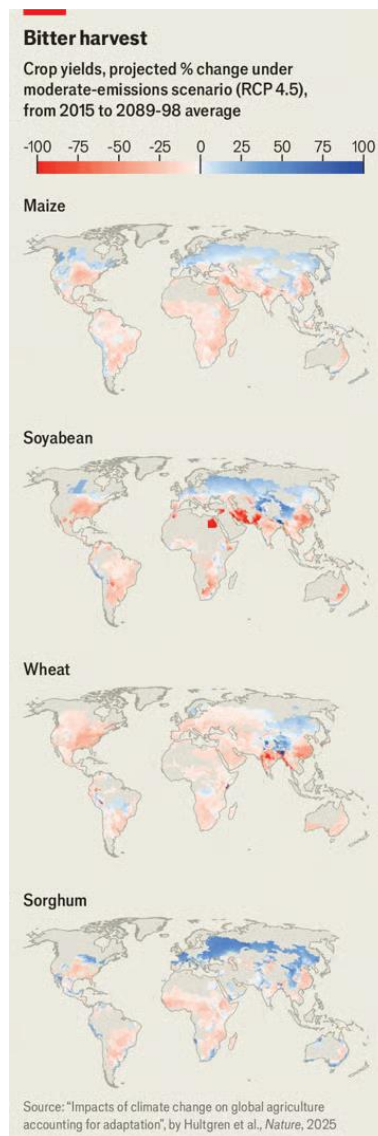 Bitter harvest
Crop yields, projected % change under
moderate-emissions scenario (RCP 4.5),
from 2015 to 2089-98 average
-100 -75 -50 -25 0 25 50 75 100
Maize
Soyabean
Wheat
Sorghum
Source: “Impacts of climate change on global agriculture
accounting for adaptation”, by Hultgren et al., Nature, 2025